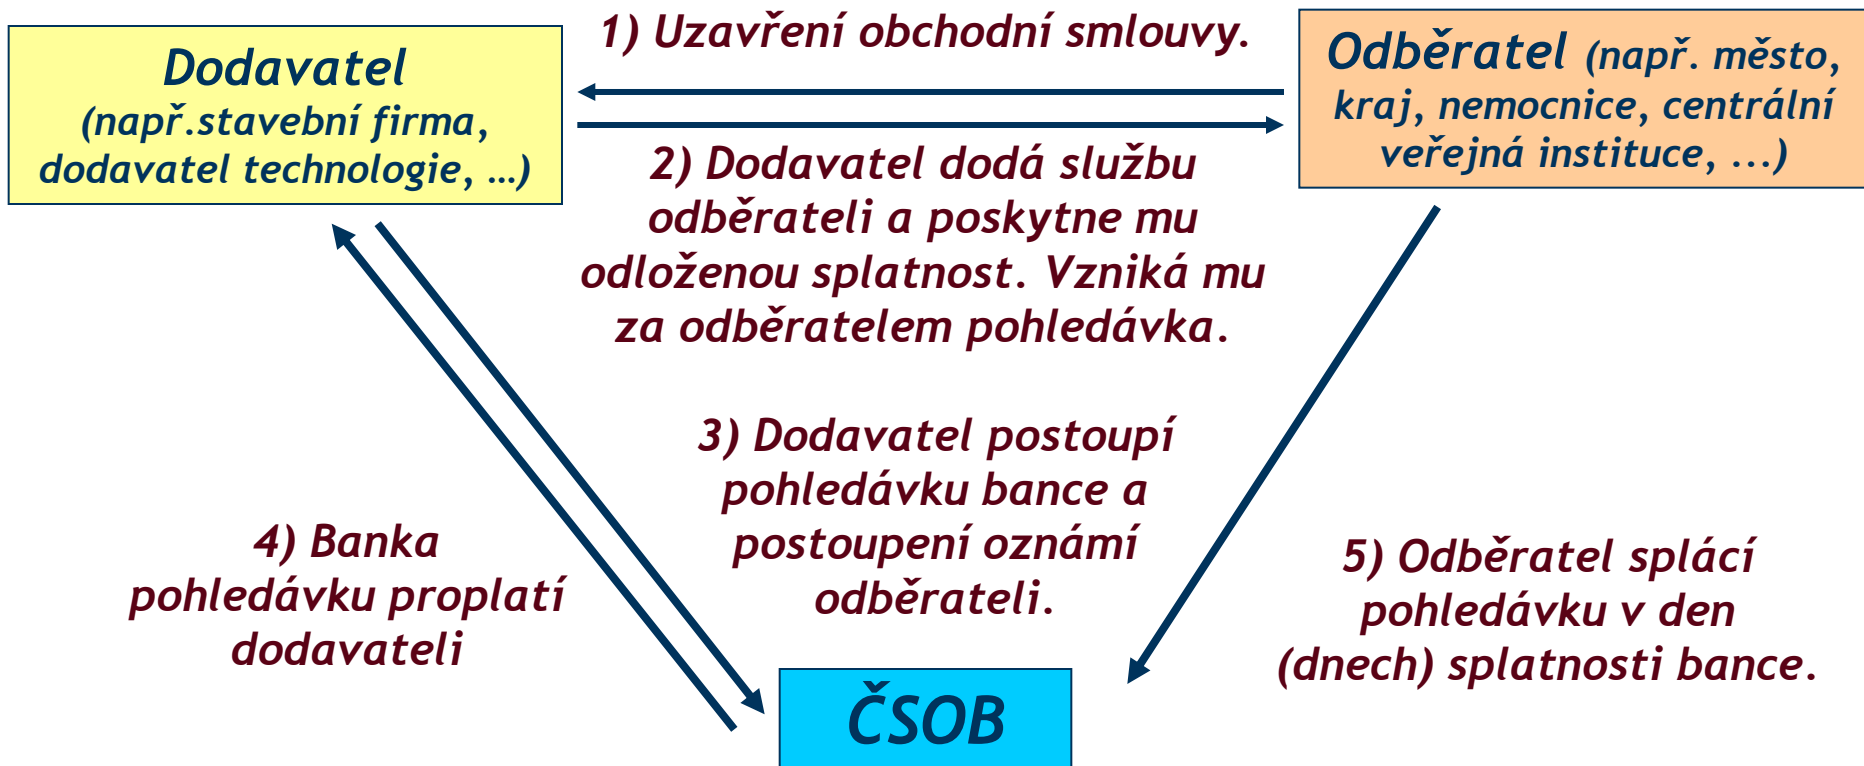 1) Uzavření obchodní smlouvy.
Dodavatel
(např.stavební firma,
dodavatel technologie, …)
Odběratel (např. město,
kraj, nemocnice, centrální
veřejná instituce, ...)
2) Dodavatel dodá službu
odběrateli a poskytne mu
odloženou splatnost. Vzniká mu
za odběratelem pohledávka.
3) Dodavatel postoupí
pohledávku bance a
postoupení oznámí
odběrateli.
4) Banka
pohledávku proplatí
dodavateli
5) Odběratel splácí
pohledávku v den
(dnech) splatnosti bance.
ČSOB